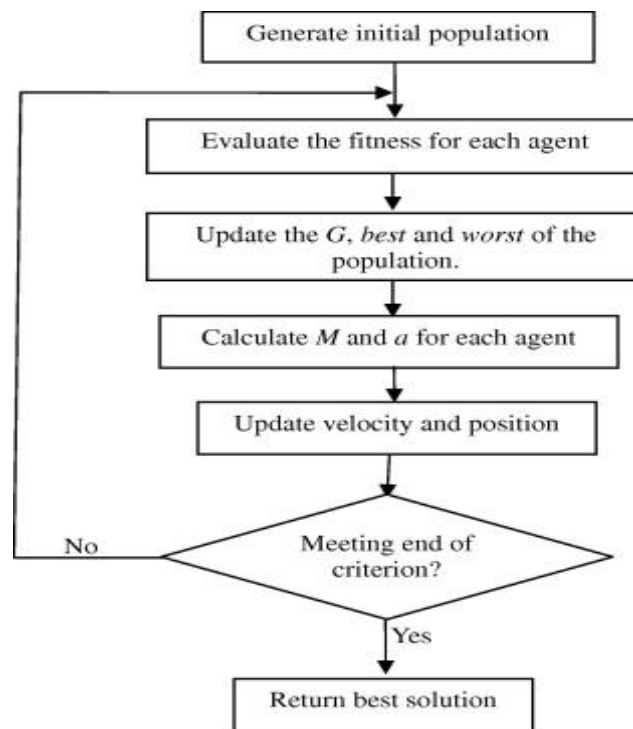 Generate initial population
Evaluate the fitness for each agent
Update the G, best and worst of the
population.
Calculate M and a for each agent
Update velocity and position
Meeting end of
criterion?
No
Yes
Return best solution